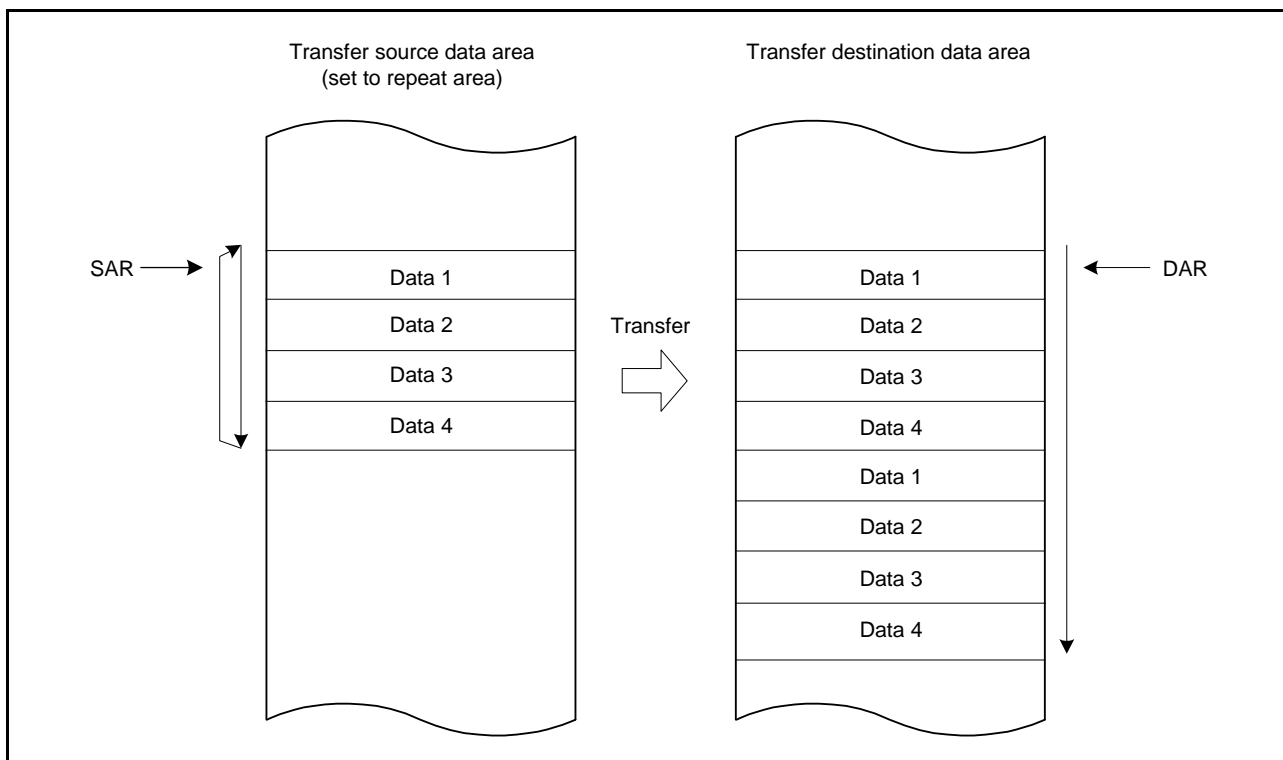 Transfer source data area
(set to repeat area)
Transfer destination data area
SAR
Data 1
Data 2
Data 3
Data 4
Transfer
Data 1
Data 2
Data 3
Data 4
Data 1
Data 2
Data 3
Data 4
DAR